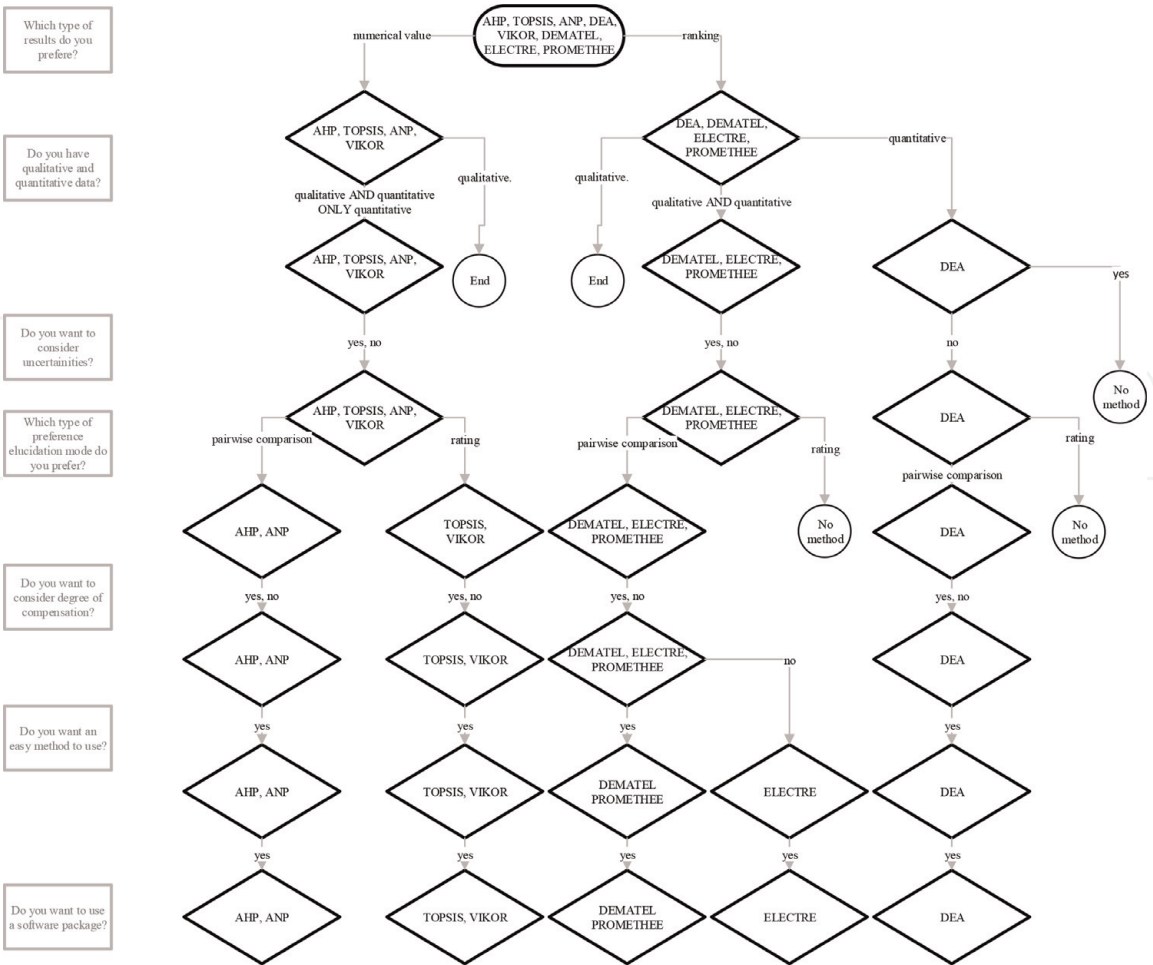 Which type of
results do you
prefere?
numerical value
AHP, TOPSIS, ANP, DEA,
VIKOR, DEMATEL,
ELECTRE, PROMETHEE
ranking
Do you have
qualitative and
quantitative data?
AHP, TOPSIS, ANP,
VIKOR
DEA, DEMATEL,
ELECTRE,
PROMETHEE
quantitative
qualitative.
qualitative.
qualitative AND quantitative
ONLY quantitative
qualitative AND quantitative
AHP, TOPSIS, ANP,
VIKOR
End
End
DEMATEL, ELECTRE,
PROMETHEE
DEA
yes
Do you want to
consider
uncertainities?
yes, no
yes, no
no
No
method
Which type of
preference
elucidation mode do
you prefer?
AHP, TOPSIS, ANP,
VIKOR
DEMATEL, ELECTRE,
PROMETHEE
DEA
pairwise comparison
rating
pairwise comparison
rating
rating
pairwise comparison
AHP, ANP
TOPSIS,
VIKOR
DEMATEL, ELECTRE,
PROMETHEE
No
method
DEA
No
method
Do you want to
consider degree of
compensation?
yes, no
yes, no
yes, no
yes, no
AHP, ANP
TOPSIS, VIKOR
DEMATEL, ELECTRE,
PROMETHEE
no
DEA
Do you want an
easy method to use?
yes
yes
yes
yes
AHP, ANP
TOPSIS, VIKOR
DEMATEL
PROMETHEE
ELECTRE
DEA
yes
yes
yes
yes
yes
Do you want to use
a software package?
AHP, ANP
TOPSIS, VIKOR
DEMATEL
PROMETHEE
ELECTRE
DEA